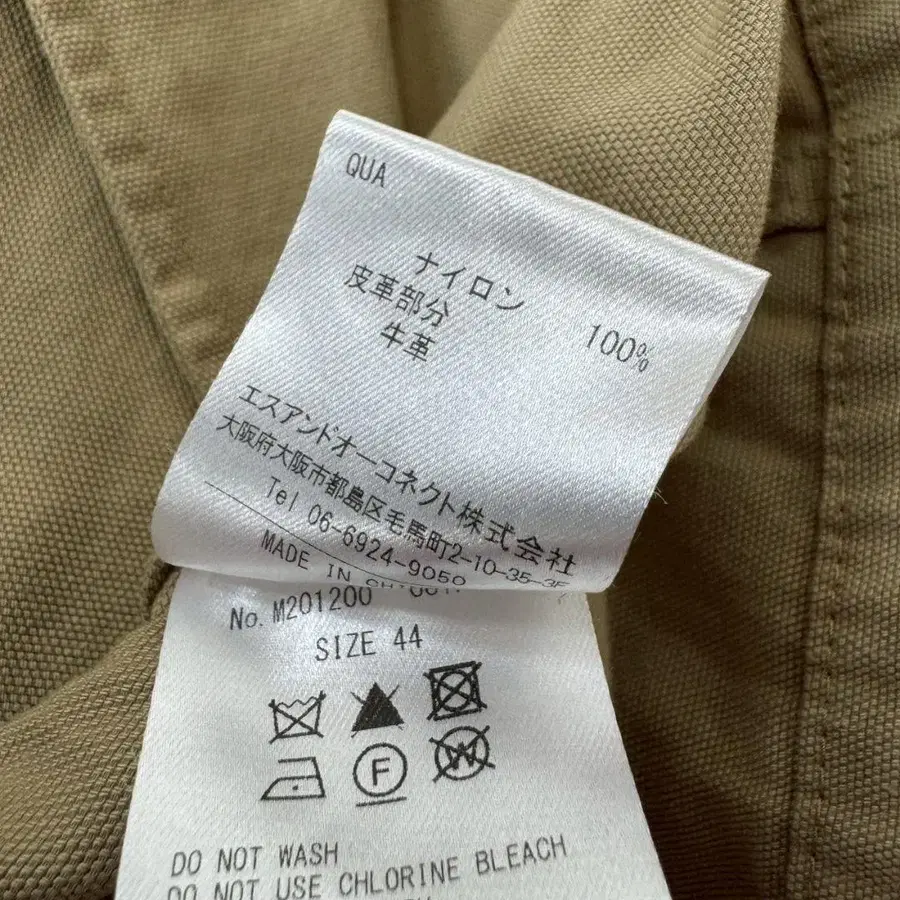 QUA
ナイロン 100%
皮革部分
牛革
エスアンドオーコネクト株式会社
大阪府大阪市都島区毛馬町2-10-35-3F
Tel 06-6924-9050
MADE IN
No. M201200
SIZE 44
F
W
DO NOT WASH
DO NOT USE CHLORINE BLEACH